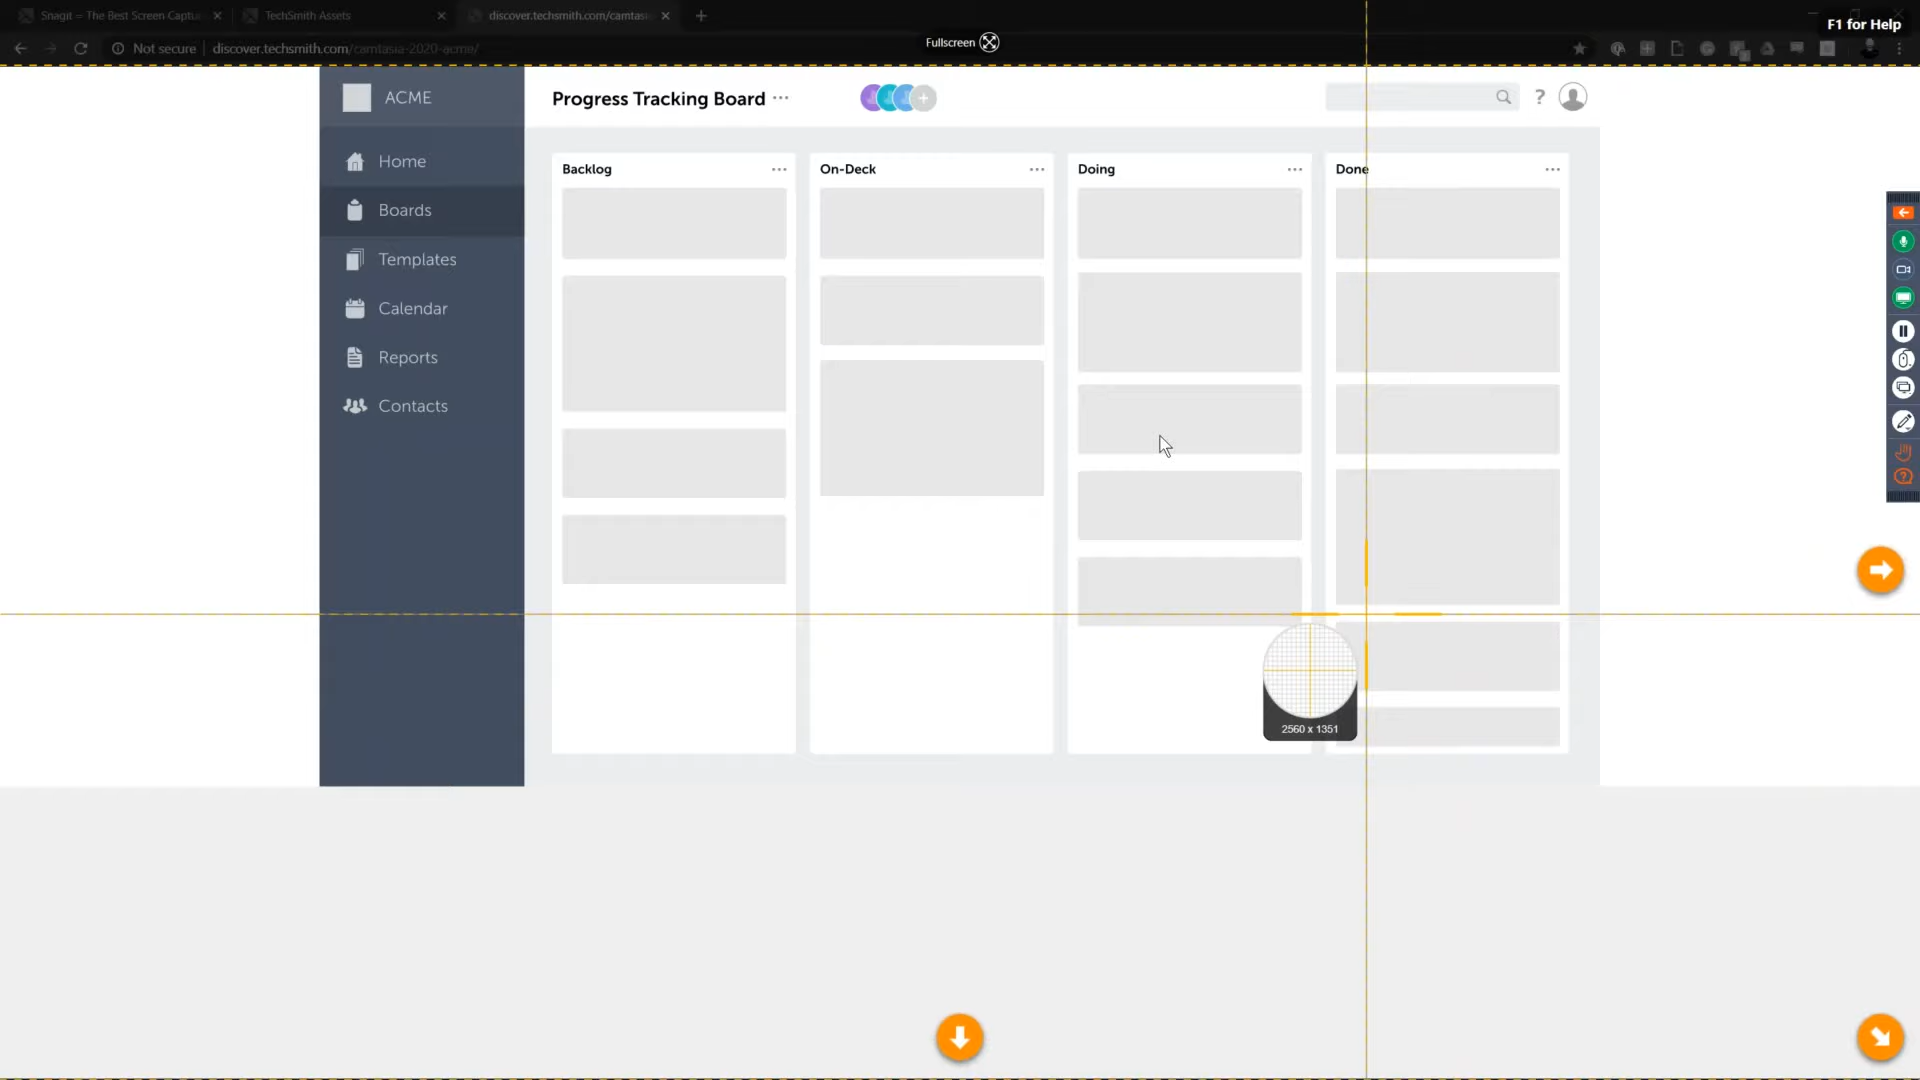 Snagit = The Best Screen Captu
TechSmith Assets
discover.techsmith.com/camtas
F1 for Help
Not secure
discover.techsmith.com/camtasia-2020-acme/
Fullscreen
ACME
Progress Tracking Board
?
Home
Boards
Templates
Calendar
Reports
Contacts
Backlog
On-Deck
Doing
Done
2560 x 1351